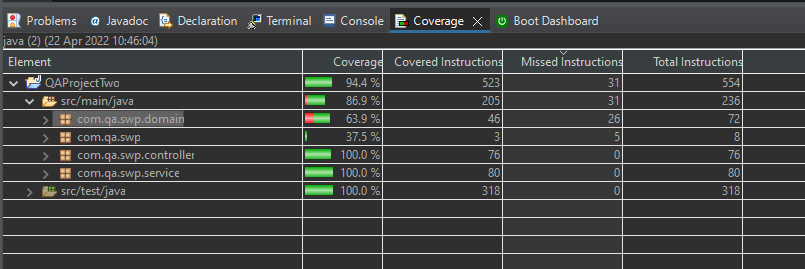 Problems @ Javadoc Declaration Terminal Console Coverage Boot Dashboard
java (2) (22 Apr 2022 10:46:04)
Element Coverage Covered Instructions Missed Instructions Total Instructions
QAProjectTwo 94.4 % 523 31 554
src/main/java 86.9 % 205 31 236
com.qa.swp.domain 63.9 % 46 26 72
com.qa.swp 37.5 % 3 5 8
com.qa.swp.controller 100.0 % 76 0 76
com.qa.swp.service 100.0 % 80 0 80
src/test/java 100.0 % 318 0 318